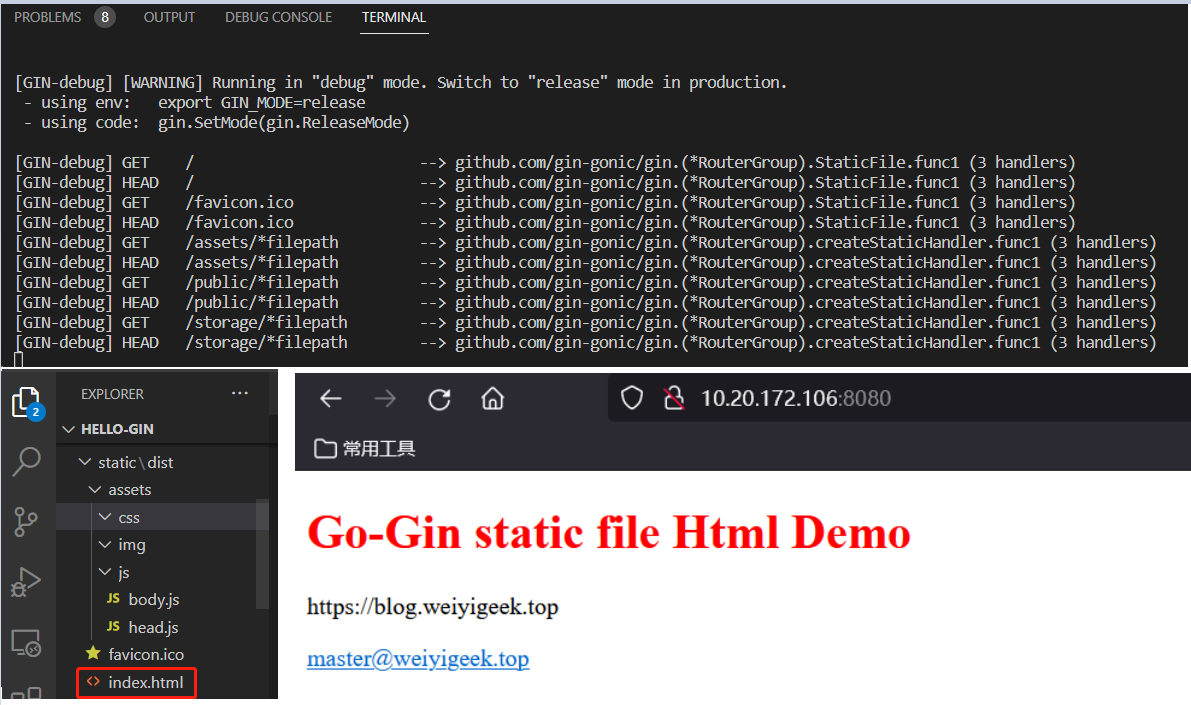 PROBLEMS 8 OUTPUT DEBUG CONSOLE TERMINAL
[GIN-debug] [WARNING] Running in "debug" mode. Switch to "release" mode in production.
- using env: export GIN_MODE=release
- using code: gin.SetMode(gin.ReleaseMode)
[GIN-debug] GET / --> github.com/gin-gonic/gin.(*RouterGroup).StaticFile.func1 (3 handlers)
[GIN-debug] HEAD / --> github.com/gin-gonic/gin.(*RouterGroup).StaticFile.func1 (3 handlers)
[GIN-debug] GET /favicon.ico --> github.com/gin-gonic/gin.(*RouterGroup).StaticFile.func1 (3 handlers)
[GIN-debug] HEAD /favicon.ico --> github.com/gin-gonic/gin.(*RouterGroup).StaticFile.func1 (3 handlers)
[GIN-debug] GET /assets/*filepath --> github.com/gin-gonic/gin.(*RouterGroup).createStaticHandler.func1 (3 handlers)
[GIN-debug] HEAD /assets/*filepath --> github.com/gin-gonic/gin.(*RouterGroup).createStaticHandler.func1 (3 handlers)
[GIN-debug] GET /public/*filepath --> github.com/gin-gonic/gin.(*RouterGroup).createStaticHandler.func1 (3 handlers)
[GIN-debug] HEAD /public/*filepath --> github.com/gin-gonic/gin.(*RouterGroup).createStaticHandler.func1 (3 handlers)
[GIN-debug] GET /storage/*filepath --> github.com/gin-gonic/gin.(*RouterGroup).createStaticHandler.func1 (3 handlers)
[GIN-debug] HEAD /storage/*filepath --> github.com/gin-gonic/gin.(*RouterGroup).createStaticHandler.func1 (3 handlers)
2
EXPLORER ...
HELLO-GIN
static\dist
assets
css
img
js
JS body.js
JS head.js
favicon.ico
<> index.html
10.20.172.106:8080
常用工具
Go-Gin static file Html Demo
https://blog.weiyigeek.top
master@weiyigeek.top